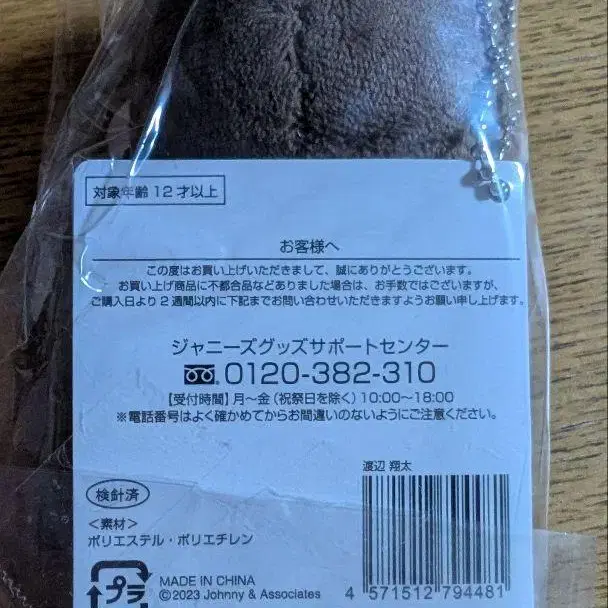 対象年齢12才以上
お客様へ
この度はお買い上げいただきまして、誠にありがとうございます。
お買い上げ商品に不都合品などありました場合は、お手数ではございますが、
ご購入日より2週間以内に下記までお問い合わせいただきますようお願い申し上げます。
ジャニーズグッズサポートセンター
0120-382-310
【受付時間】月〜金(祝祭日を除く)10:00〜18:00
※電話番号はよく確かめてからお間違いのないようにご注意ください。
渡辺 翔太
検針済
<素材>
ポリエステル・ポリエチレン
プラ
MADE IN CHINA
©2023 Johnny & Associates
4 571512 794481